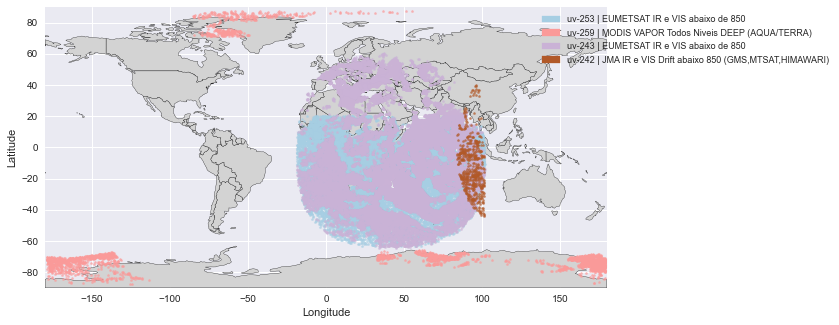 80
60
40
20
0
−20
−40
−60
−80
Latitude
−150
−100
−50
0
50
100
150
Longitude
uv-253 | EUMETSAT IR e VIS abaixo de 850
uv-259 | MODIS VAPOR Todos Niveis DEEP (AQUA/TERRA)
uv-243 | EUMETSAT IR e VIS abaixo de 850
uv-242 | JMA IR e VIS Drift abaixo 850 (GMS,MTSAT,HIMAWARI)